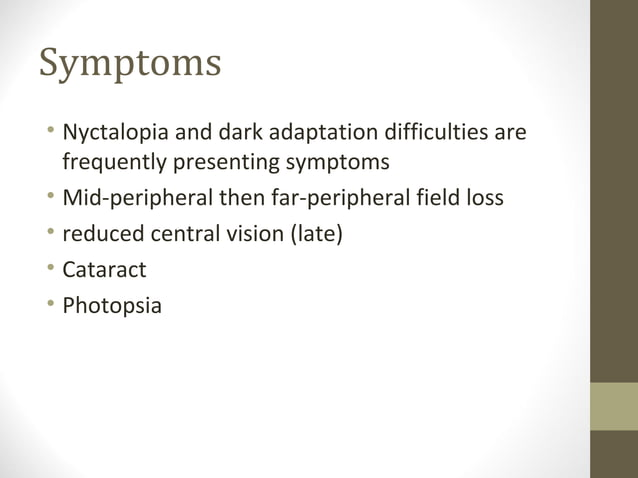 Symptoms
• Nyctalopia and dark adaptation difficulties are
frequently presenting symptoms
• Mid-peripheral then far-peripheral field loss
• reduced central vision (late)
• Cataract
• Photopsia